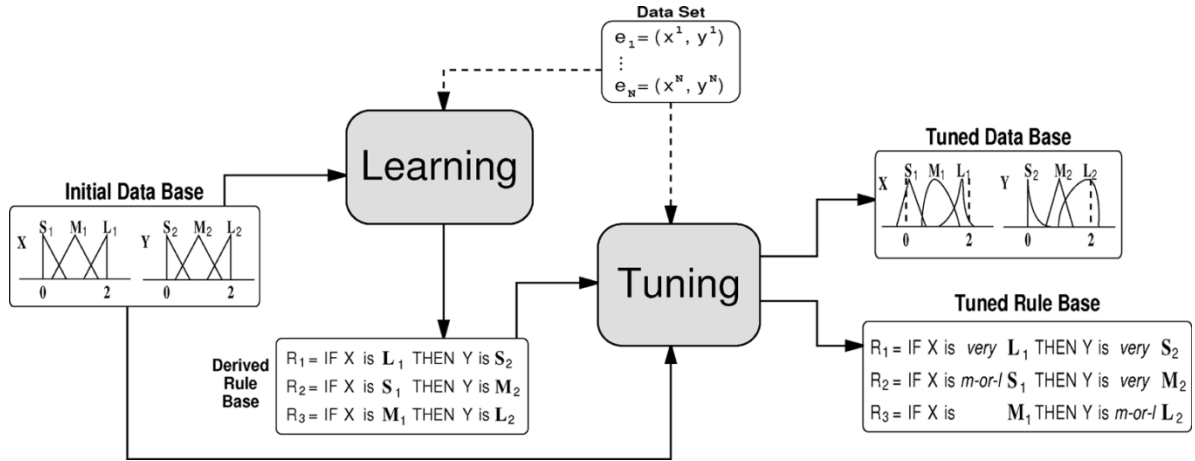 Data Set
e₁= (x¹, y¹)
⋮
e_N= (x^N, y^N)
Learning
Initial Data Base
X S₁ M₁ L₁ Y S₂ M₂ L₂
0 2 0 2
Tuned Data Base
X S₁ M₁ L₁ Y S₂ M₂ L₂
0 2 0 2
Tuning
Derived
Rule
Base
R₁= IF X is L₁ THEN Y is S₂
R₂= IF X is S₁ THEN Y is M₂
R₃= IF X is M₁ THEN Y is L₂
Tuned Rule Base
R₁= IF X is very L₁ THEN Y is very S₂
R₂= IF X is m-or-l S₁ THEN Y is very M₂
R₃= IF X is M₁ THEN Y is m-or-l L₂